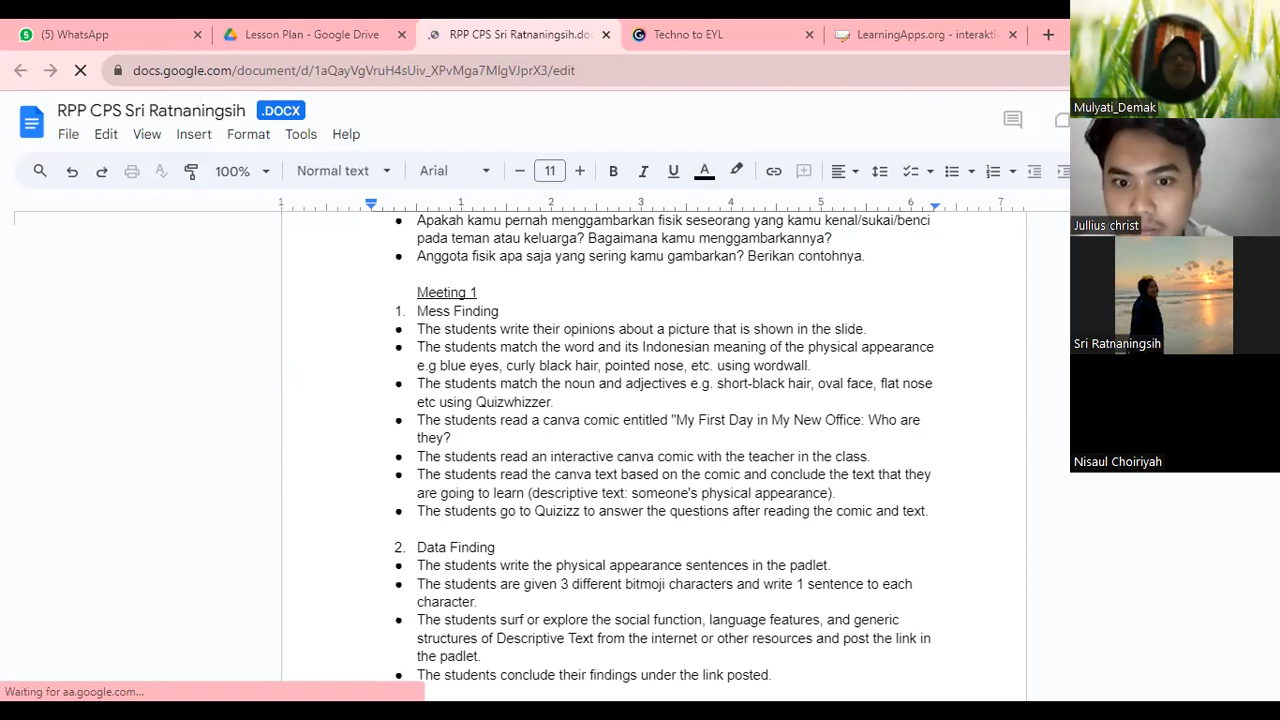 (5) WhatsApp
Lesson Plan - Google Drive
RPP CPS Sri Ratnaningsih.doc
Techno to EYL
LearningApps.org - interakti
docs.google.com/document/d/1aQayVgVruH4sUiv_XPvMga7MIgVJprX3/edit
RPP CPS Sri Ratnaningsih
.DOCX
File Edit View Insert Format Tools Help
100% Normal text Arial 11
1 1 2 3 4 5 6 7
Apakah kamu pernah menggambarkan fisik seseorang yang kamu kenal/sukai/benci
pada teman atau keluarga? Bagaimana kamu menggambarkannya?
Anggota fisik apa saja yang sering kamu gambarkan? Berikan contohnya.
Meeting 1
1. Mess Finding
The students write their opinions about a picture that is shown in the slide.
The students match the word and its Indonesian meaning of the physical appearance
e.g blue eyes, curly black hair, pointed nose, etc. using wordwall.
The students match the noun and adjectives e.g. short-black hair, oval face, flat nose
etc using Quizwhizzer.
The students read a canva comic entitled "My First Day in My New Office: Who are
they?
The students read an interactive canva comic with the teacher in the class.
The students read the canva text based on the comic and conclude the text that they
are going to learn (descriptive text: someone's physical appearance).
The students go to Quizizz to answer the questions after reading the comic and text.
2. Data Finding
The students write the physical appearance sentences in the padlet.
The students are given 3 different bitmoji characters and write 1 sentence to each
character.
The students surf or explore the social function, language features, and generic
structures of Descriptive Text from the internet or other resources and post the link in
the padlet.
The students conclude their findings under the link posted.
Waiting for aa.google.com...
Mulyati_Demak
Jullius christ
Sri Ratnaningsih
Nisaul Choiriyah